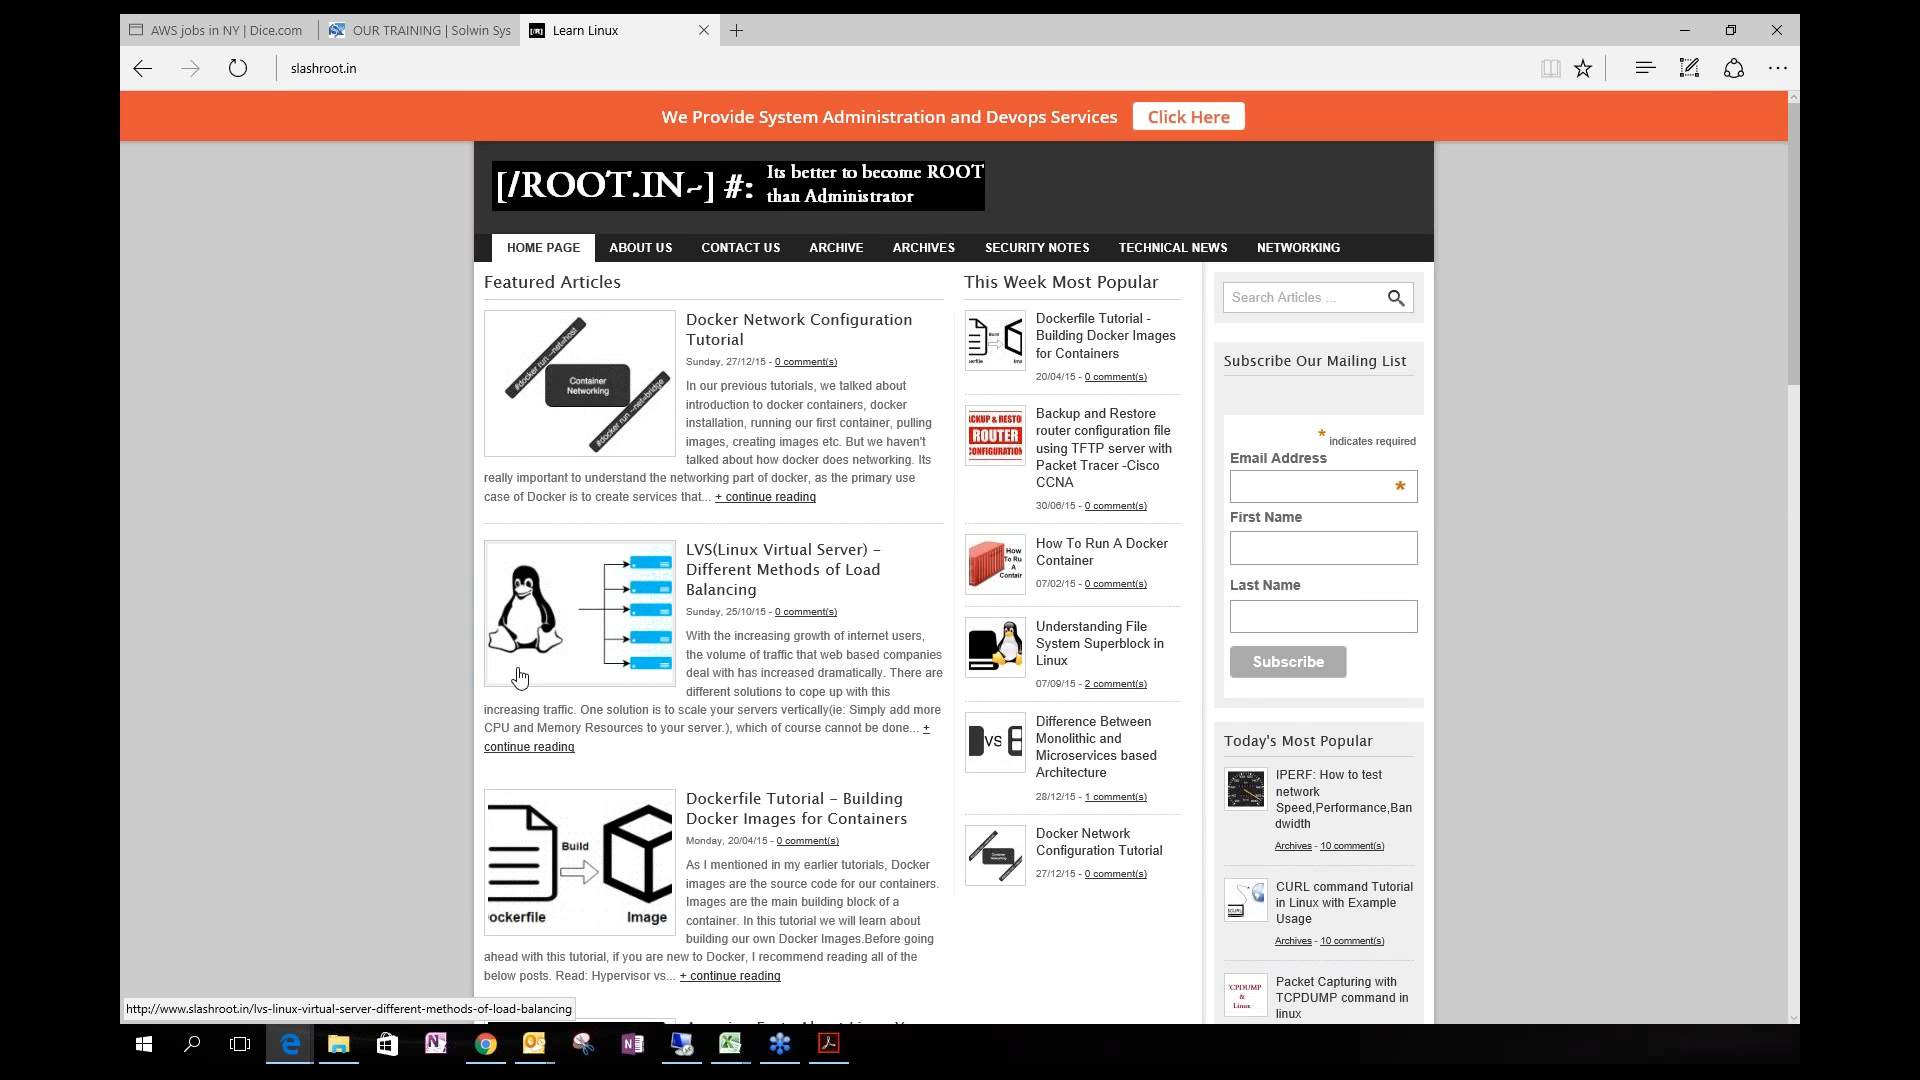 AWS jobs in NY | Dice.com
OUR TRAINING | Solwin Sys
Learn Linux
slashroot.in
We Provide System Administration and Devops Services
Click Here
[/ROOT.IN~] #:
Its better to become ROOT
than Administrator
HOME PAGE
ABOUT US
CONTACT US
ARCHIVE
ARCHIVES
SECURITY NOTES
TECHNICAL NEWS
NETWORKING
Featured Articles
#docker run --net=host
Container
Networking
#docker run --net=bridge
Docker Network Configuration
Tutorial
Sunday, 27/12/15 - 0 comment(s)
In our previous tutorials, we talked about
introduction to docker containers, docker
installation, running our first container, pulling
images, creating images etc. But we haven't
talked about how docker does networking. Its
really important to understand the networking part of docker, as the primary use
case of Docker is to create services that... + continue reading
LVS(Linux Virtual Server) -
Different Methods of Load
Balancing
Sunday, 25/10/15 - 0 comment(s)
With the increasing growth of internet users,
the volume of traffic that web based companies
deal with has increased dramatically. There are
different solutions to cope up with this
increasing traffic. One solution is to scale your servers vertically(ie: Simply add more
CPU and Memory Resources to your server.), which of course cannot be done... +
continue reading
Build
ockerfile
Image
Dockerfile Tutorial - Building
Docker Images for Containers
Monday, 20/04/15 - 0 comment(s)
As I mentioned in my earlier tutorials, Docker
images are the source code for our containers.
Images are the main building block of a
container. In this tutorial we will learn about
building our own Docker Images.Before going
ahead with this tutorial, if you are new to Docker, I recommend reading all of the
below posts. Read: Hypervisor vs... + continue reading
This Week Most Popular
Dockerfile Tutorial -
Building Docker Images
for Containers
20/04/15 - 0 comment(s)
ROUTER
Backup and Restore
router configuration file
using TFTP server with
Packet Tracer -Cisco
CCNA
30/06/15 - 0 comment(s)
How To Run A Docker
Container
07/02/15 - 0 comment(s)
Understanding File
System Superblock in
Linux
07/09/15 - 2 comment(s)
VS
Difference Between
Monolithic and
Microservices based
Architecture
28/12/15 - 1 comment(s)
Docker Network
Configuration Tutorial
27/12/15 - 0 comment(s)
Search Articles ...
Subscribe Our Mailing List
* indicates required
Email Address
*
First Name
Last Name
Subscribe
Today's Most Popular
IPERF: How to test
network
Speed,Performance,Ban
dwidth
Archives - 10 comment(s)
CURL command Tutorial
in Linux with Example
Usage
Archives - 10 comment(s)
TCPDUMP
&
Linux
Packet Capturing with
TCPDUMP command in
linux
http://www.slashroot.in/lvs-linux-virtual-server-different-methods-of-load-balancing